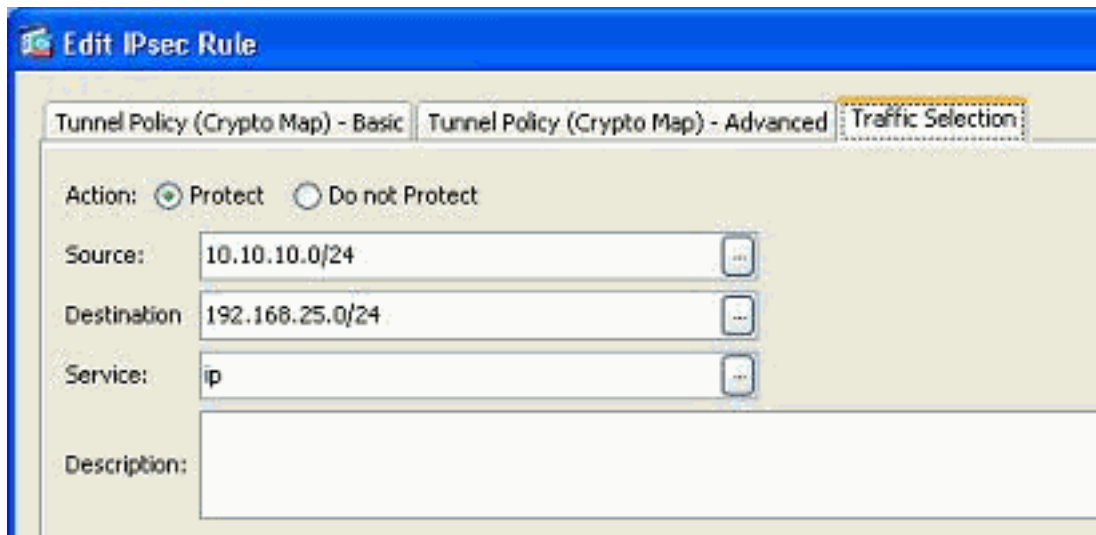 Edit IPsec Rule
Tunnel Policy (Crypto Map) - Basic Tunnel Policy (Crypto Map) - Advanced Traffic Selection
Action: Protect Do not Protect
Source: 10.10.10.0/24 ...
Destination 192.168.25.0/24 ...
Service: ip ...
Description: